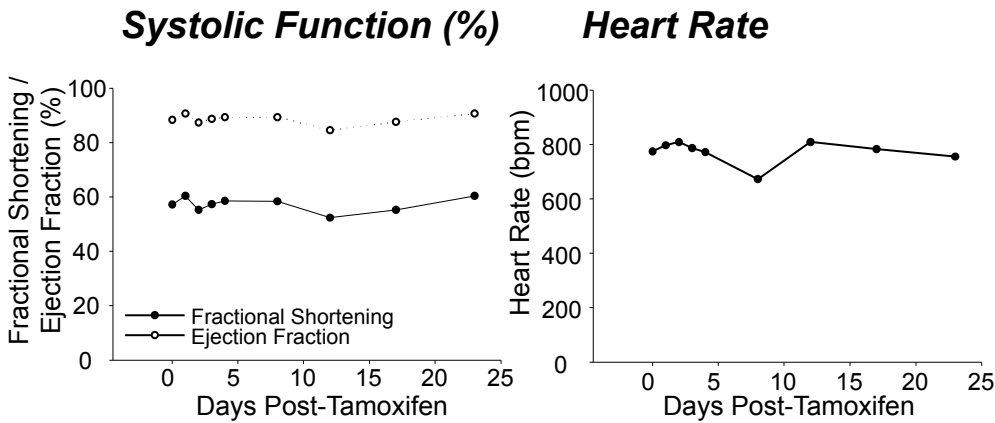 Systolic Function (%)
Heart Rate
Fractional Shortening /
Ejection Fraction (%)
100
80
60
40
20
0
Fractional Shortening
Ejection Fraction
0 5 10 15 20 25
Days Post-Tamoxifen
Heart Rate (bpm)
1000
800
600
400
200
0
0 5 10 15 20 25
Days Post-Tamoxifen